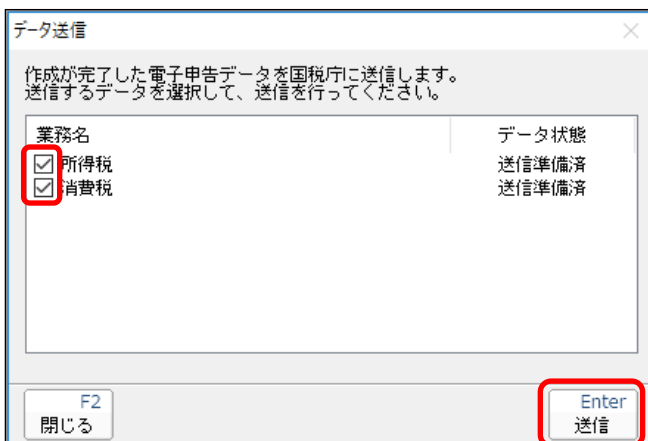 データ送信
作成が完了した電子申告データを国税庁に送信します。
送信するデータを選択して、送信を行ってください。
業務名 データ状態
所得税 送信準備済
消費税 送信準備済
F2 Enter
閉じる 送信